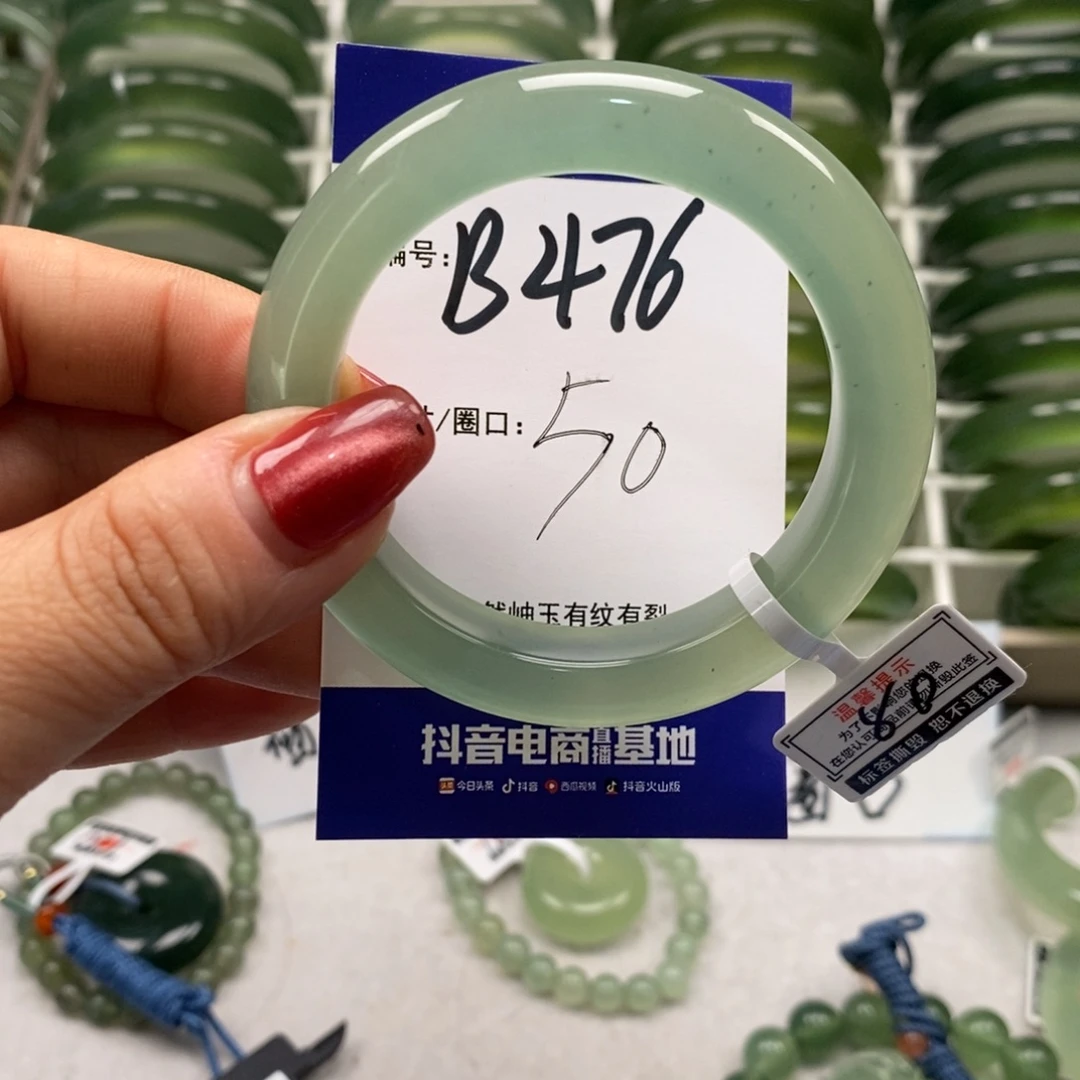 编号：B476
寸/圈口：50
然岫玉有纹有裂
抖音电商直播基地
今日头条 抖音 西瓜视频 抖音火山版
温馨提示
60
标签撕毁 恕不退换